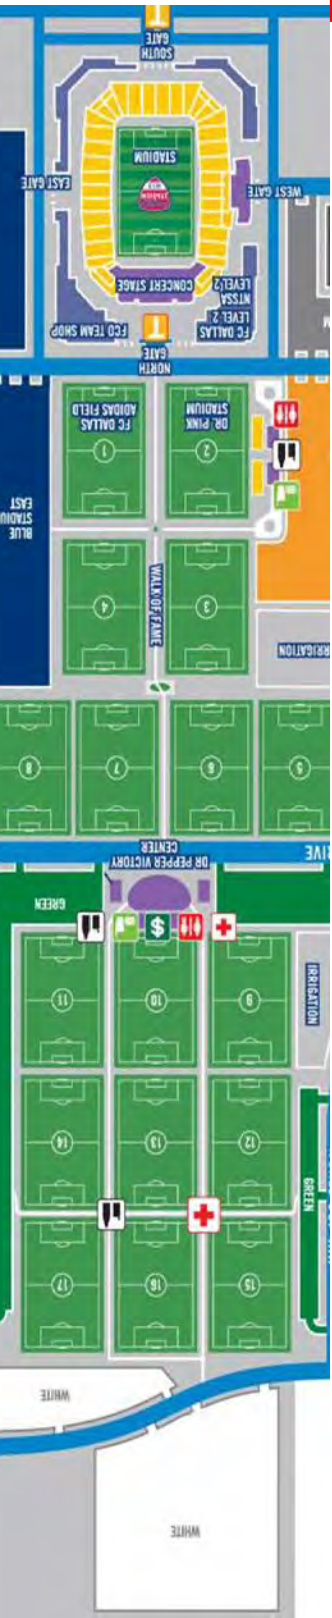 WHITE
WHITE
15
16
17
GREEN
12
13
14
IRRIGATION
9
10
11
$
GREEN
DR PEPPER VICTORY
CENTER
5
6
7
8
WALK OF FAME
3
4
BLUE
EAST
2
DR. PINK
STADIUM
1
FC DALLAS
ADIDAS FIELD
NORTH
GATE
T
FC DALLAS
LEVEL 2
NTSSA
LEVEL 2
FCD TEAM SHOP
CONCERT STAGE
WEST GATE
EAST GATE
STADIUM
SOUTH
GATE
T